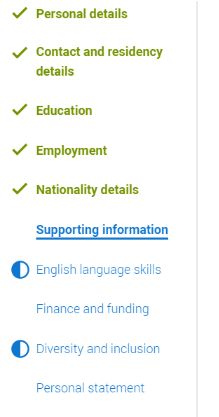 Personal details
Contact and residency
details
Education
Employment
Nationality details
Supporting information
English language skills
Finance and funding
Diversity and inclusion
Personal statement